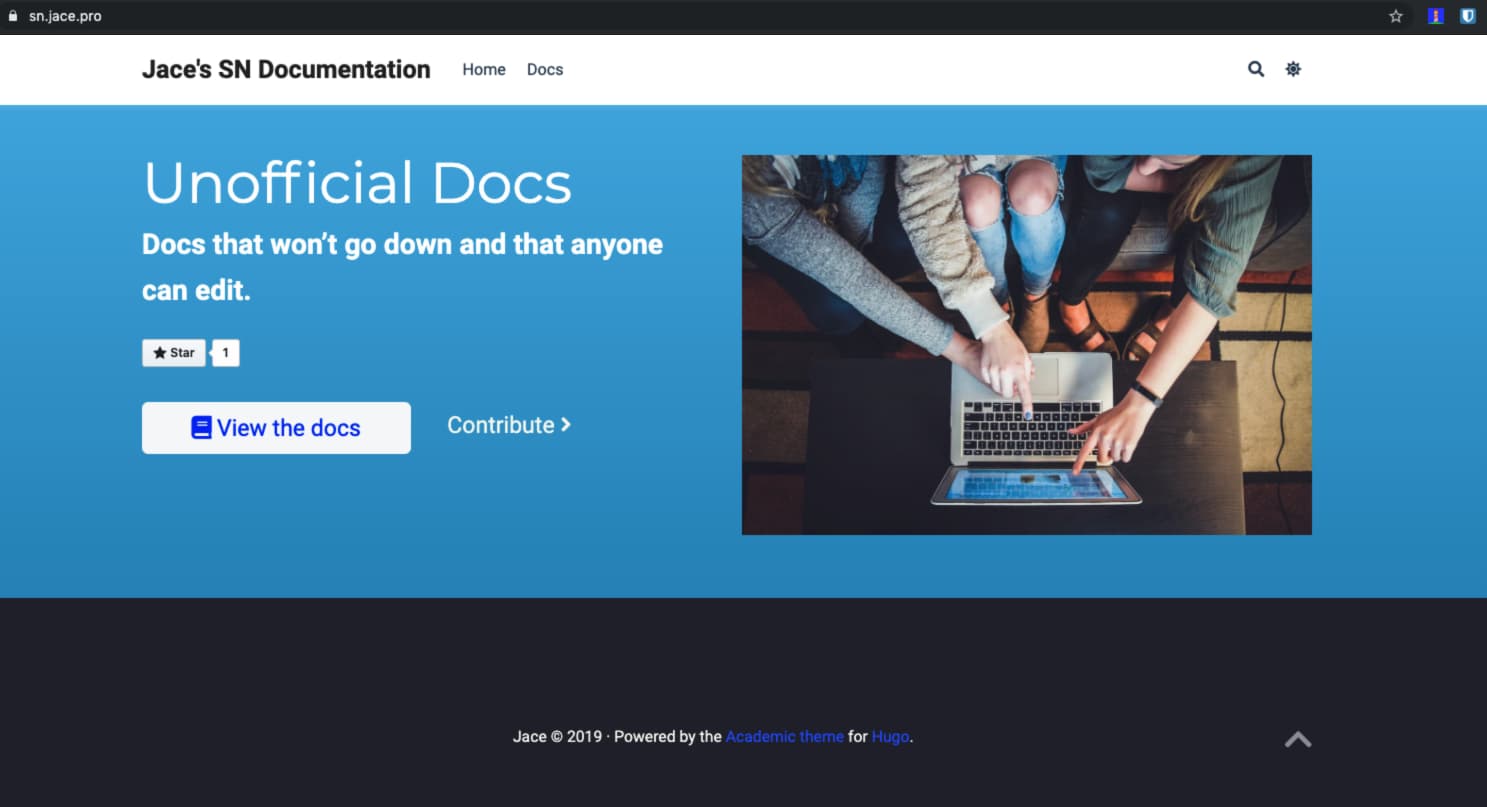 sn.jace.pro
Jace's SN Documentation Home Docs
Unofficial Docs
Docs that won’t go down and that anyone
can edit.
Star 1
View the docs Contribute
Jace © 2019 · Powered by the Academic theme for Hugo.